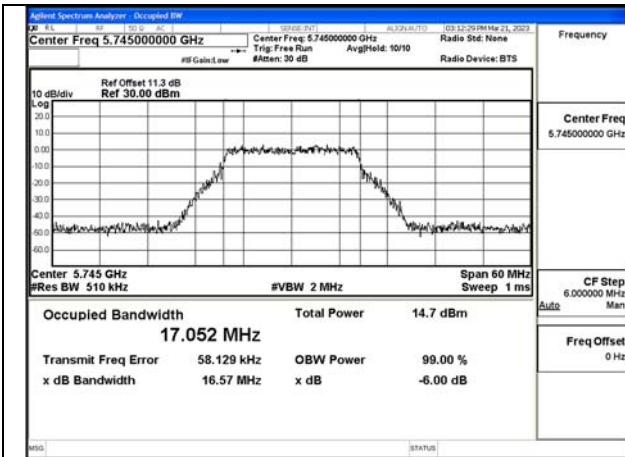 Agilent Spectrum Analyzer - Occupied BW
RL RF 50 Ω AC SENSE:INT ALIGN AUTO 03:12:29 PM Mar 21, 2023
Center Freq 5.745000000 GHz
Center Freq: 5.745000000 GHz Radio Std: None
Trig: Free Run Avg|Hold: 10/10
#IFGain:Low #Atten: 30 dB Radio Device: BTS
Frequency
Ref Offset 11.3 dB
10 dB/div Ref 30.00 dBm
Log
20.0
10.0
0.00
-10.0
-20.0
-30.0
-40.0
-50.0
-60.0
Center 5.745 GHz Span 60 MHz
#Res BW 510 kHz #VBW 2 MHz Sweep 1 ms
Occupied Bandwidth Total Power 14.7 dBm
17.052 MHz
Transmit Freq Error 58.129 kHz OBW Power 99.00 %
x dB Bandwidth 16.57 MHz x dB -6.00 dB
Center Freq
5.745000000 GHz
CF Step
6.000000 MHz
Auto Man
Freq Offset
0 Hz
MSG STATUS